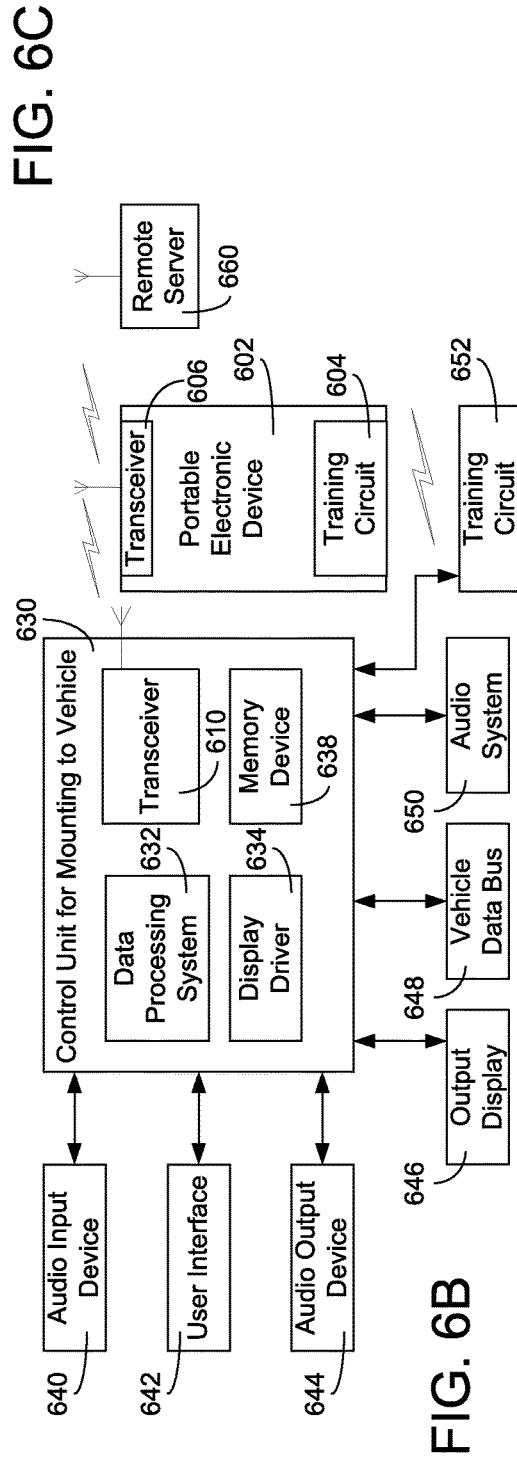 FIG. 6C
Control Unit for Mounting to Vehicle
630
Data
Processing
System
632
Transceiver
610
Display
Driver
634
Memory
Device
638
Audio Input
Device
640
User Interface
642
Audio Output
Device
644
Output
Display
646
Vehicle
Data Bus
648
Audio
System
650
Training
Circuit
652
Transceiver
606
Portable
Electronic
Device
602
Training
Circuit
604
Remote
Server
660
FIG. 6B